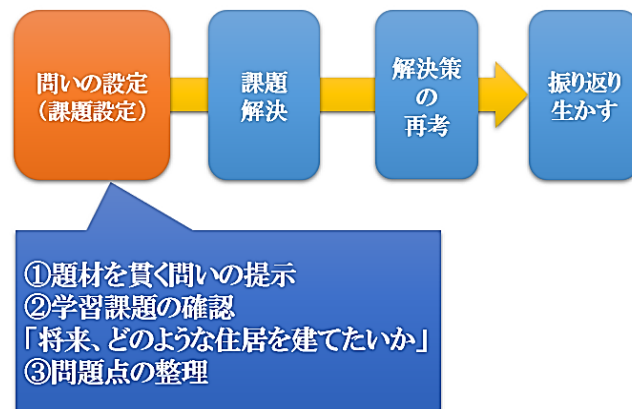 問いの設定
（課題設定）
課題
解決
解決策
の
再考
振り返り
生かす
①題材を貫く問いの提示
②学習課題の確認
「将来、どのような住居を建てたいか」
③問題点の整理